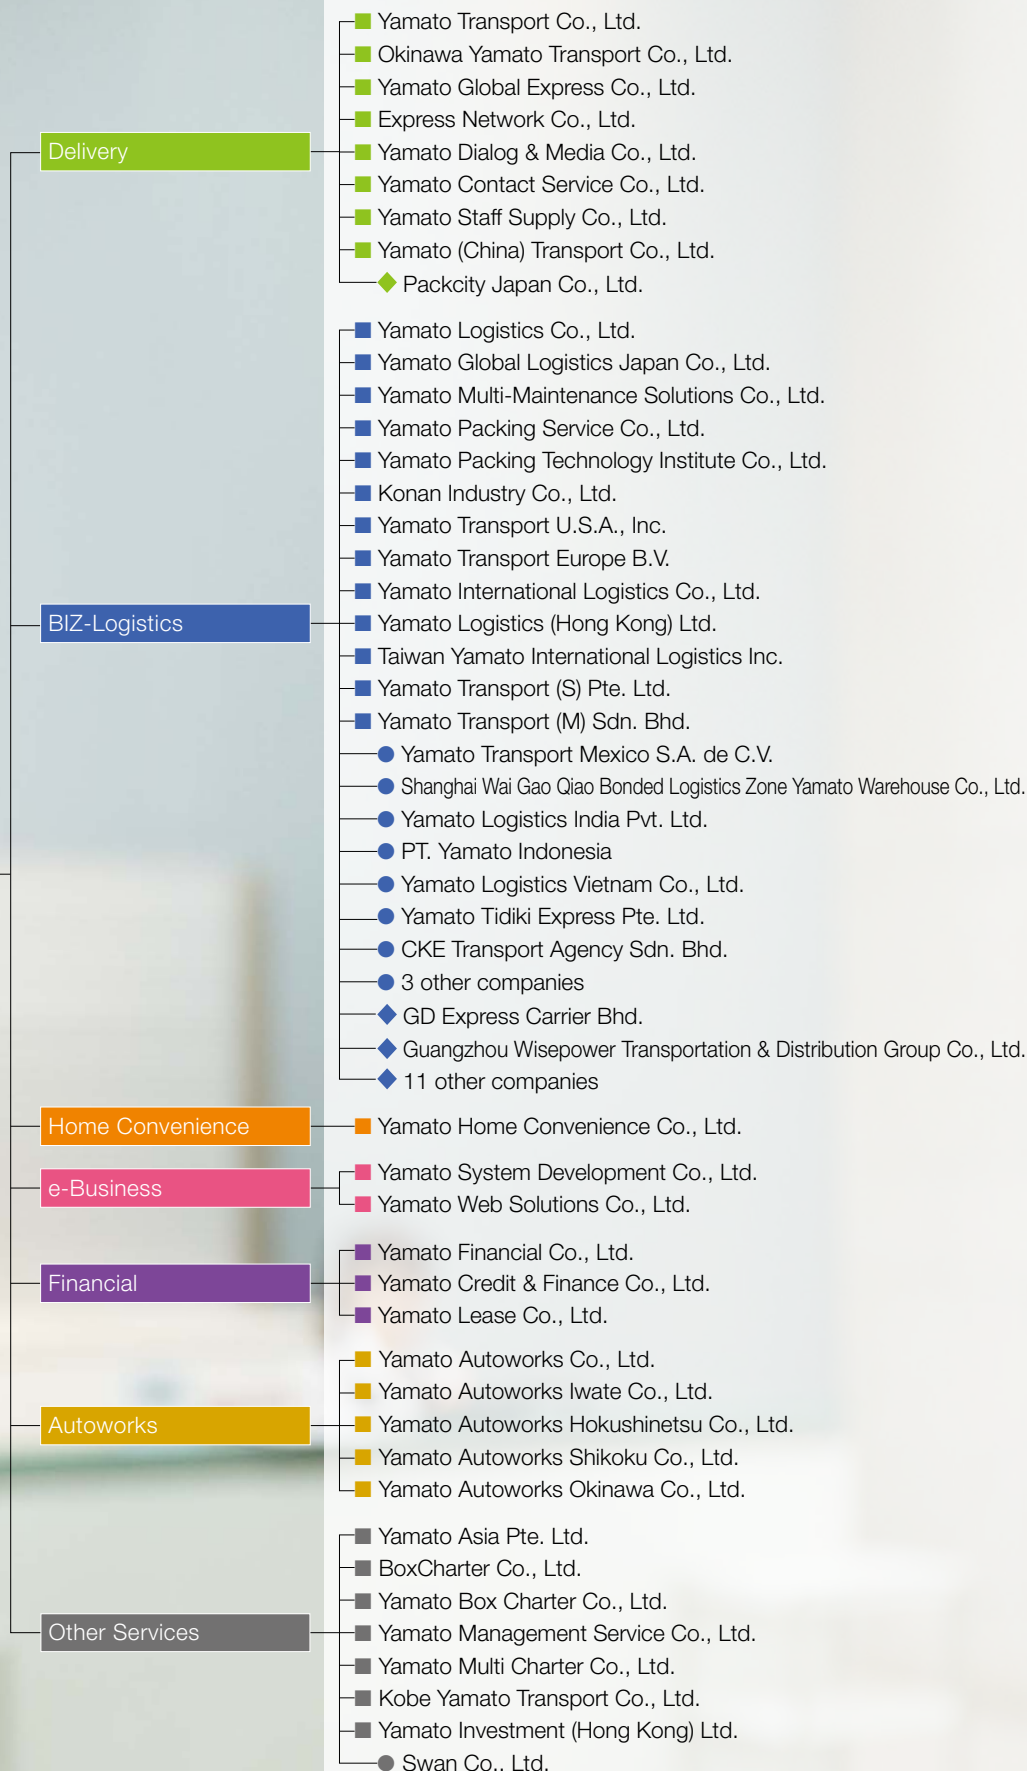 Delivery
Yamato Transport Co., Ltd.
Okinawa Yamato Transport Co., Ltd.
Yamato Global Express Co., Ltd.
Express Network Co., Ltd.
Yamato Dialog & Media Co., Ltd.
Yamato Contact Service Co., Ltd.
Yamato Staff Supply Co., Ltd.
Yamato (China) Transport Co., Ltd.
Packcity Japan Co., Ltd.
BIZ-Logistics
Yamato Logistics Co., Ltd.
Yamato Global Logistics Japan Co., Ltd.
Yamato Multi-Maintenance Solutions Co., Ltd.
Yamato Packing Service Co., Ltd.
Yamato Packing Technology Institute Co., Ltd.
Konan Industry Co., Ltd.
Yamato Transport U.S.A., Inc.
Yamato Transport Europe B.V.
Yamato International Logistics Co., Ltd.
Yamato Logistics (Hong Kong) Ltd.
Taiwan Yamato International Logistics Inc.
Yamato Transport (S) Pte. Ltd.
Yamato Transport (M) Sdn. Bhd.
Yamato Transport Mexico S.A. de C.V.
Shanghai Wai Gao Qiao Bonded Logistics Zone Yamato Warehouse Co., Ltd.
Yamato Logistics India Pvt. Ltd.
PT. Yamato Indonesia
Yamato Logistics Vietnam Co., Ltd.
Yamato Tidiki Express Pte. Ltd.
CKE Transport Agency Sdn. Bhd.
3 other companies
GD Express Carrier Bhd.
Guangzhou Wisepower Transportation & Distribution Group Co., Ltd.
11 other companies
Home Convenience
Yamato Home Convenience Co., Ltd.
e-Business
Yamato System Development Co., Ltd.
Yamato Web Solutions Co., Ltd.
Financial
Yamato Financial Co., Ltd.
Yamato Credit & Finance Co., Ltd.
Yamato Lease Co., Ltd.
Autoworks
Yamato Autoworks Co., Ltd.
Yamato Autoworks Iwate Co., Ltd.
Yamato Autoworks Hokushinetsu Co., Ltd.
Yamato Autoworks Shikoku Co., Ltd.
Yamato Autoworks Okinawa Co., Ltd.
Other Services
Yamato Asia Pte. Ltd.
BoxCharter Co., Ltd.
Yamato Box Charter Co., Ltd.
Yamato Management Service Co., Ltd.
Yamato Multi Charter Co., Ltd.
Kobe Yamato Transport Co., Ltd.
Yamato Investment (Hong Kong) Ltd.
Swan Co., Ltd.